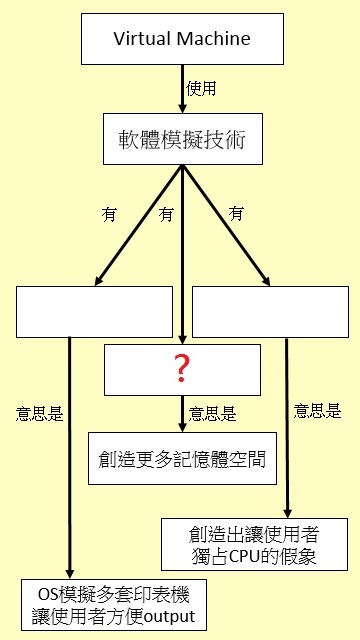 Virtual Machine
使用
軟體模擬技術
有
有
有
?
意思是
意思是
意思是
創造更多記憶體空間
創造出讓使用者
獨占CPU的假象
OS模擬多套印表機
讓使用者方便output